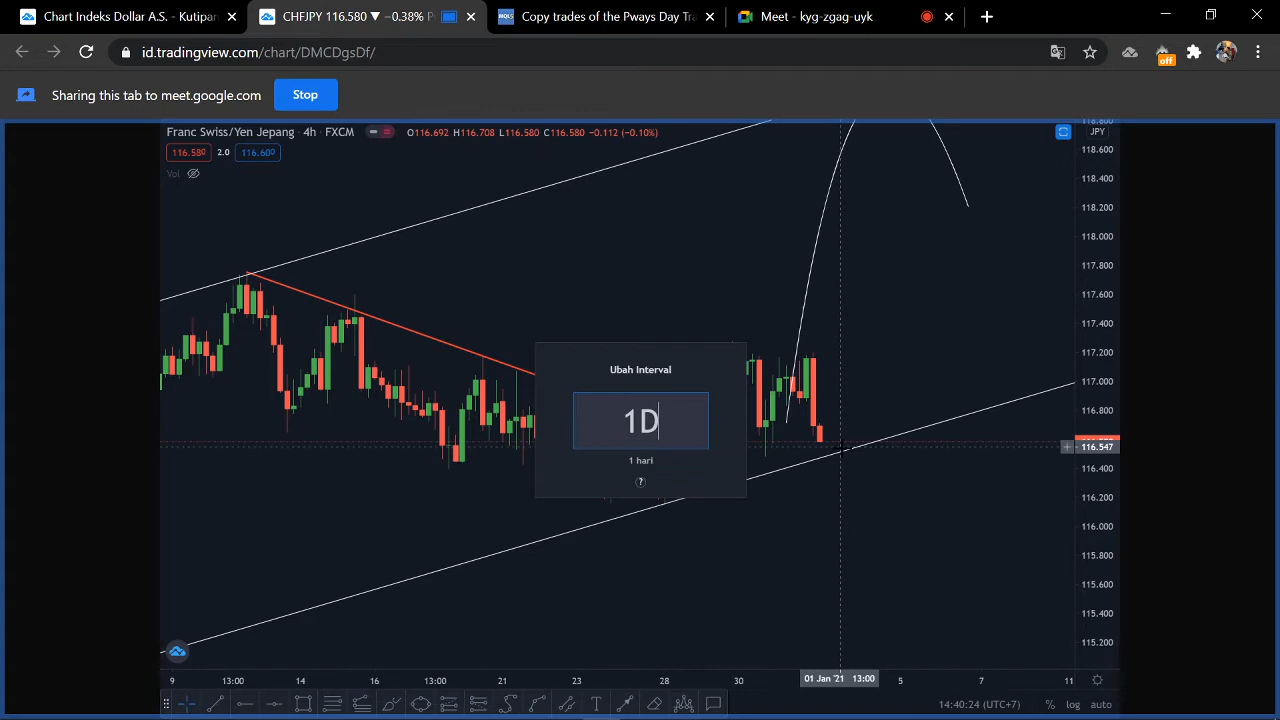 Chart Indeks Dollar A.S. - Kutipan
CHFJPY 116.580 ▼ −0.38%
Copy trades of the Pways Day Tra
Meet - kyg-zgag-uyk
id.tradingview.com/chart/DMCDgsDf/
off
Sharing this tab to meet.google.com
Stop
Franc Swiss/Yen Jepang · 4h · FXCM
O116.692 H116.708 L116.580 C116.580 −0.112 (−0.10%)
JPY
116.580
2.0
116.600
Vol
118.600
118.400
118.200
118.000
117.800
117.600
117.400
117.200
117.000
116.800
116.547
116.400
116.200
116.000
115.800
115.600
115.400
115.200
Ubah Interval
1D
1 hari
?
9
13:00
14
16
13:00
21
23
28
30
01 Jan '21 13:00
5
7
11
T
14:40:24 (UTC+7)
%
log
auto